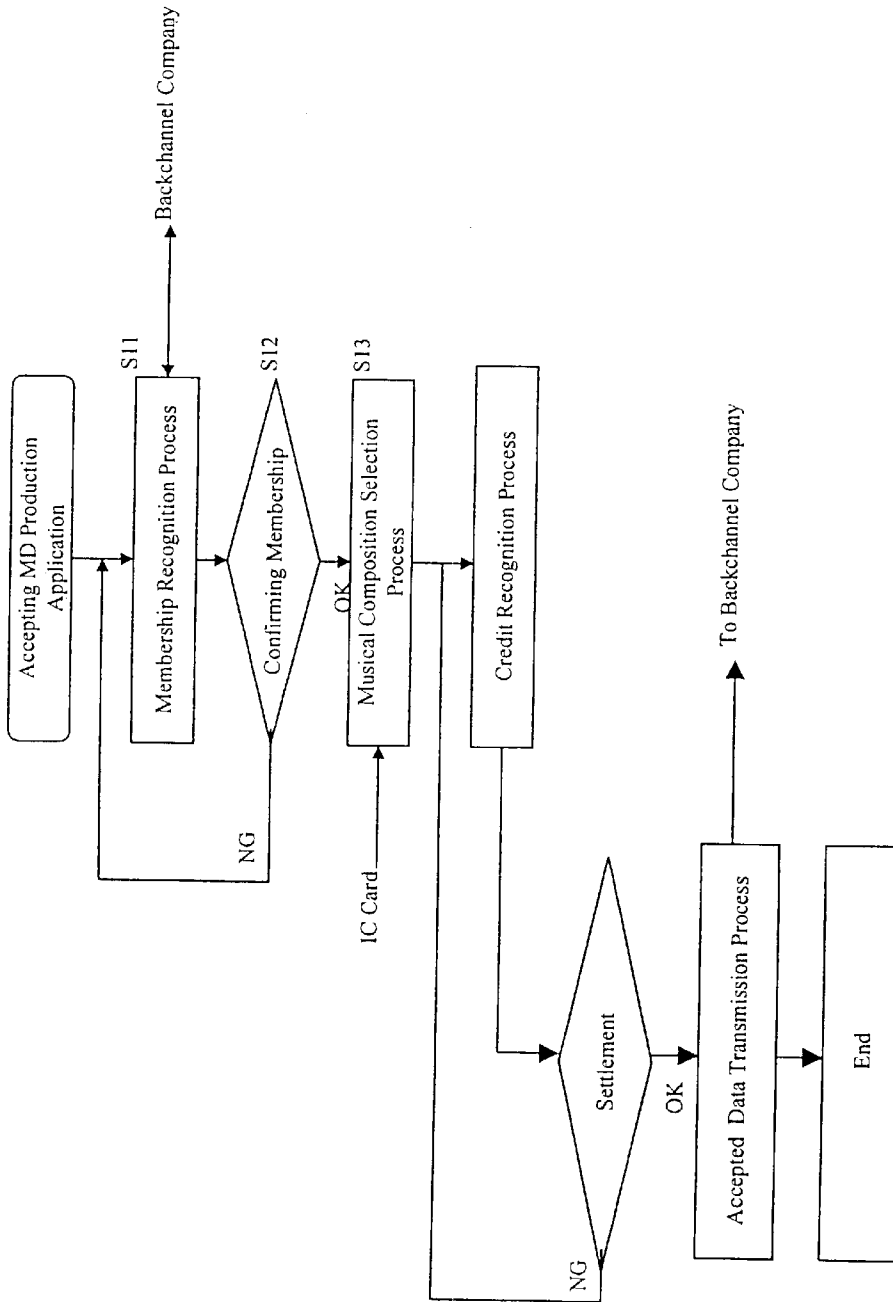 Accepting MD Production
Application
S11
Membership Recognition Process
Backchannel Company
S12
Confirming Membership
NG
OK
S13
Musical Composition Selection
Process
IC Card
Credit Recognition Process
Settlement
NG
OK
Accepted Data Transmission Process
To Backchannel Company
End